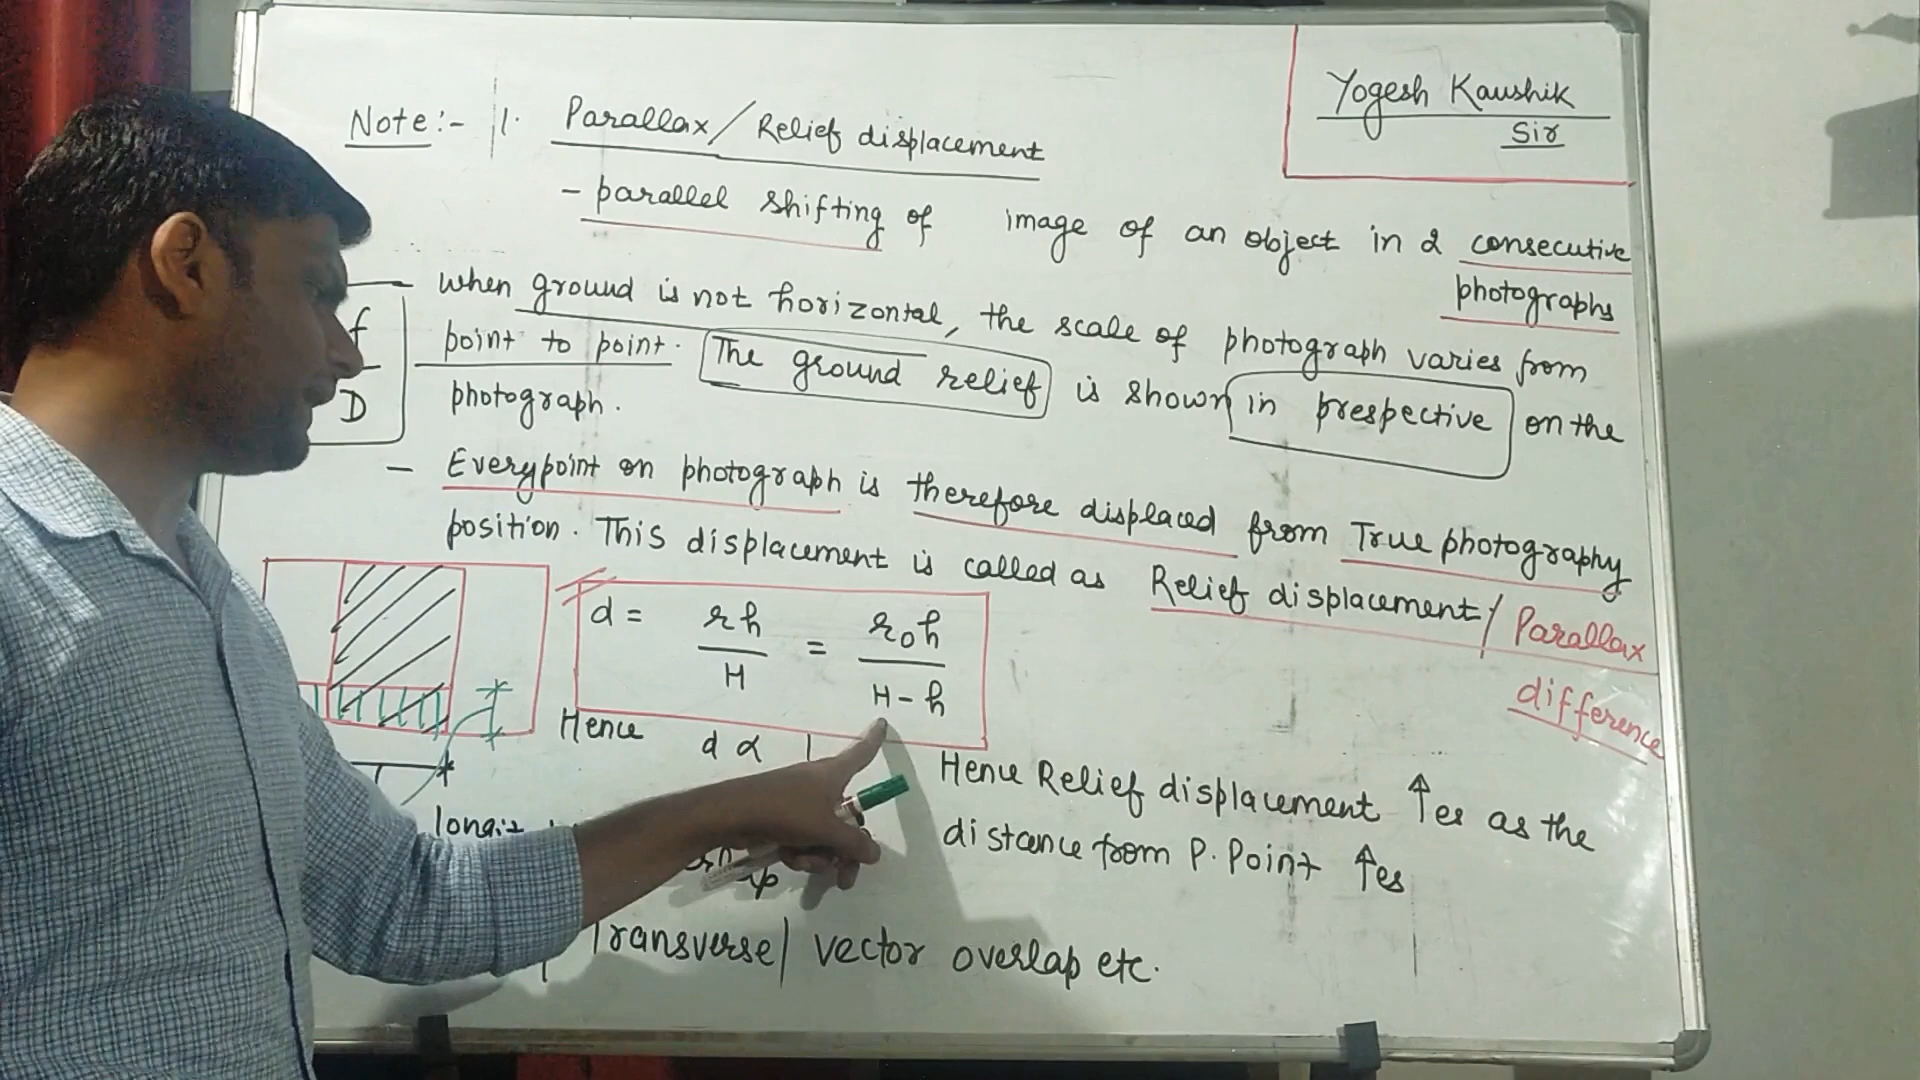 Yogesh Kaushik
Sir
Note:- 1. Parallax/Relief displacement
- parallel shifting of image of an object in 2 consecutive
photographs
when ground is not horizontal, the scale of photograph varies from
point to point. The ground relief is shown in prespective on the
photograph.
f
D
- Everypoint on photograph is therefore displaced from True photography
position. This displacement is called as Relief displacement/Parallax
difference
d = rh/H = r₀h/H-h
Hence d α 1
Hence Relief displacement ↑es as the
distance from P. Point ↑es
Transverse/vector overlap etc.